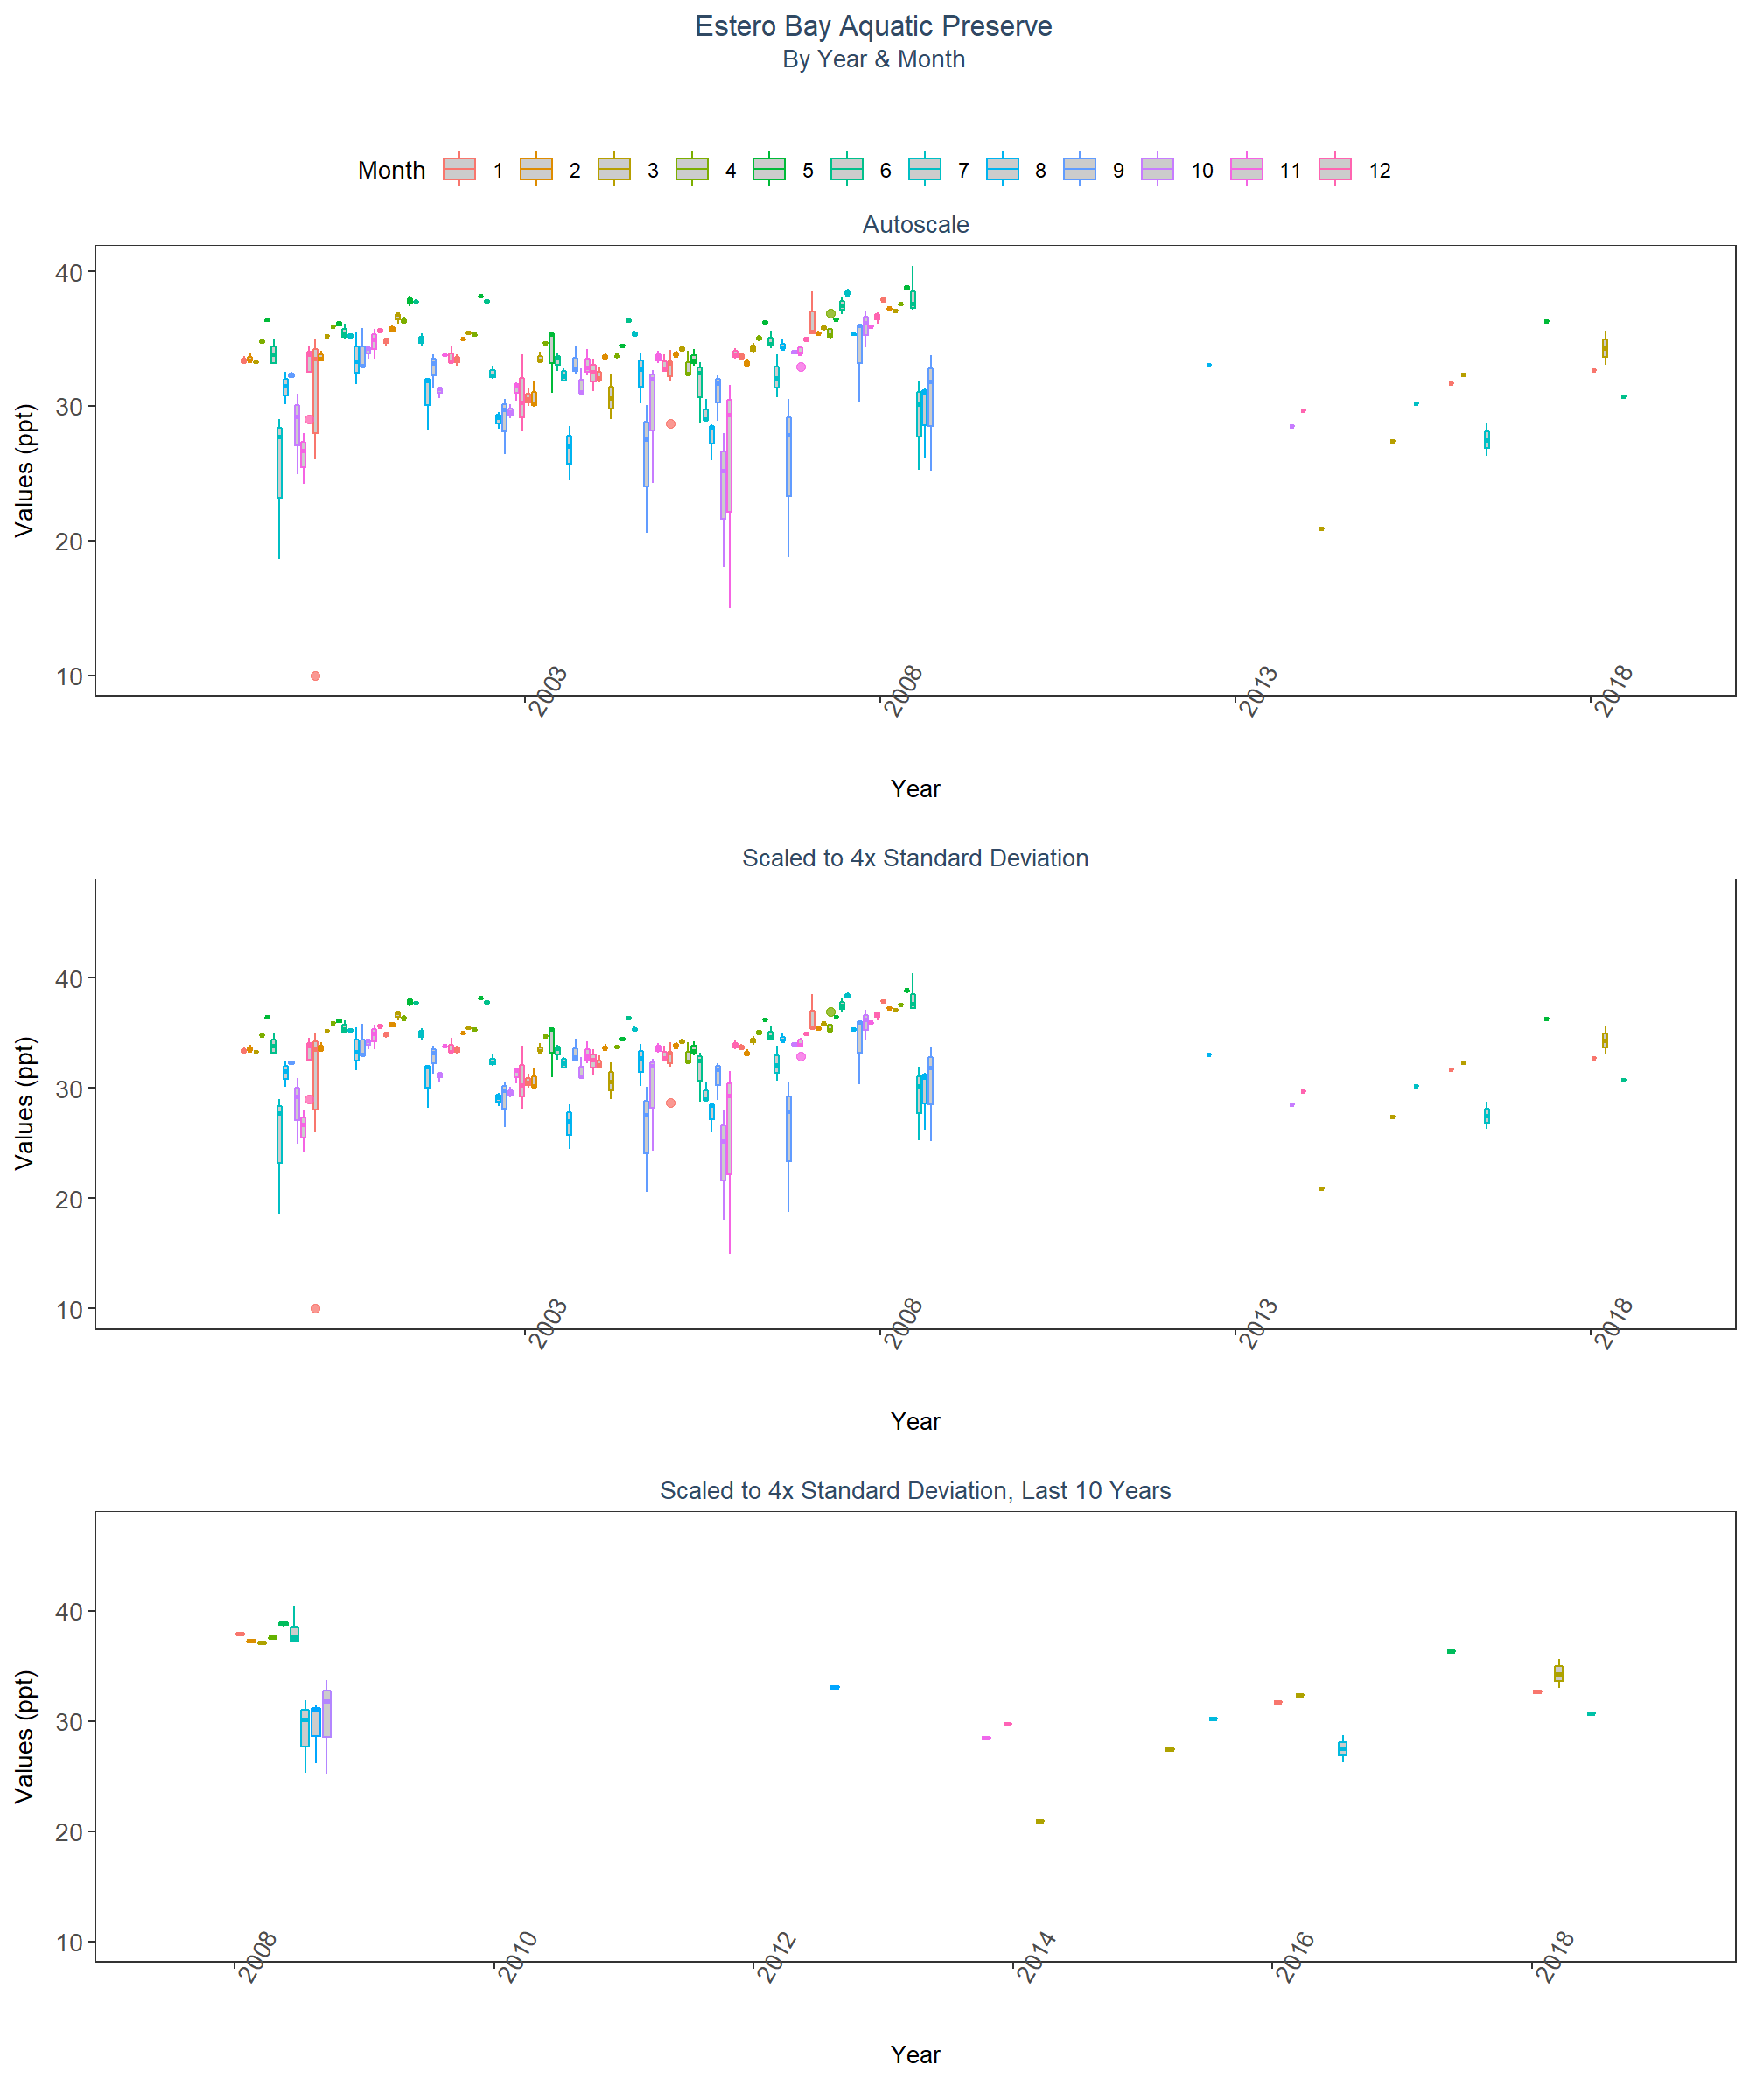 Estero Bay Aquatic Preserve
By Year & Month
Month 1 2 3 4 5 6 7 8 9 10 11 12
Autoscale
Values (ppt)
40
30
20
10
2003 2008 2013 2018
Year
Scaled to 4x Standard Deviation
Values (ppt)
40
30
20
10
2003 2008 2013 2018
Year
Scaled to 4x Standard Deviation, Last 10 Years
Values (ppt)
40
30
20
10
2008 2010 2012 2014 2016 2018
Year